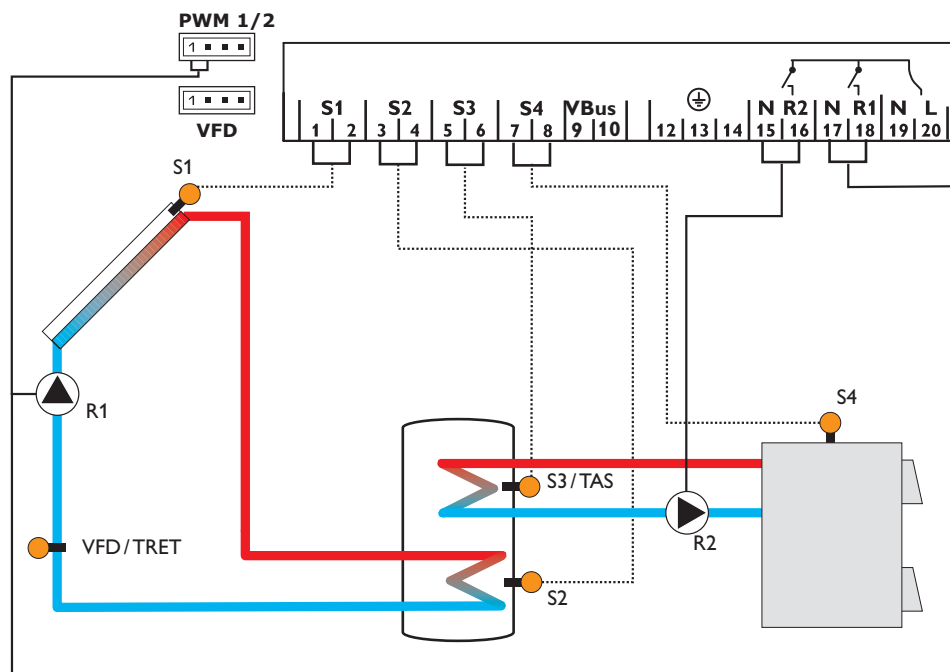 PWM 1/2
1
1
VFD
S1 S2 S3 S4 VBus N R2 N R1 N L
1 2 3 4 5 6 7 8 9 10 12 13 14 15 16 17 18 19 20
S1
R1
S4
S3 / TAS
R2
VFD / TRET
S2